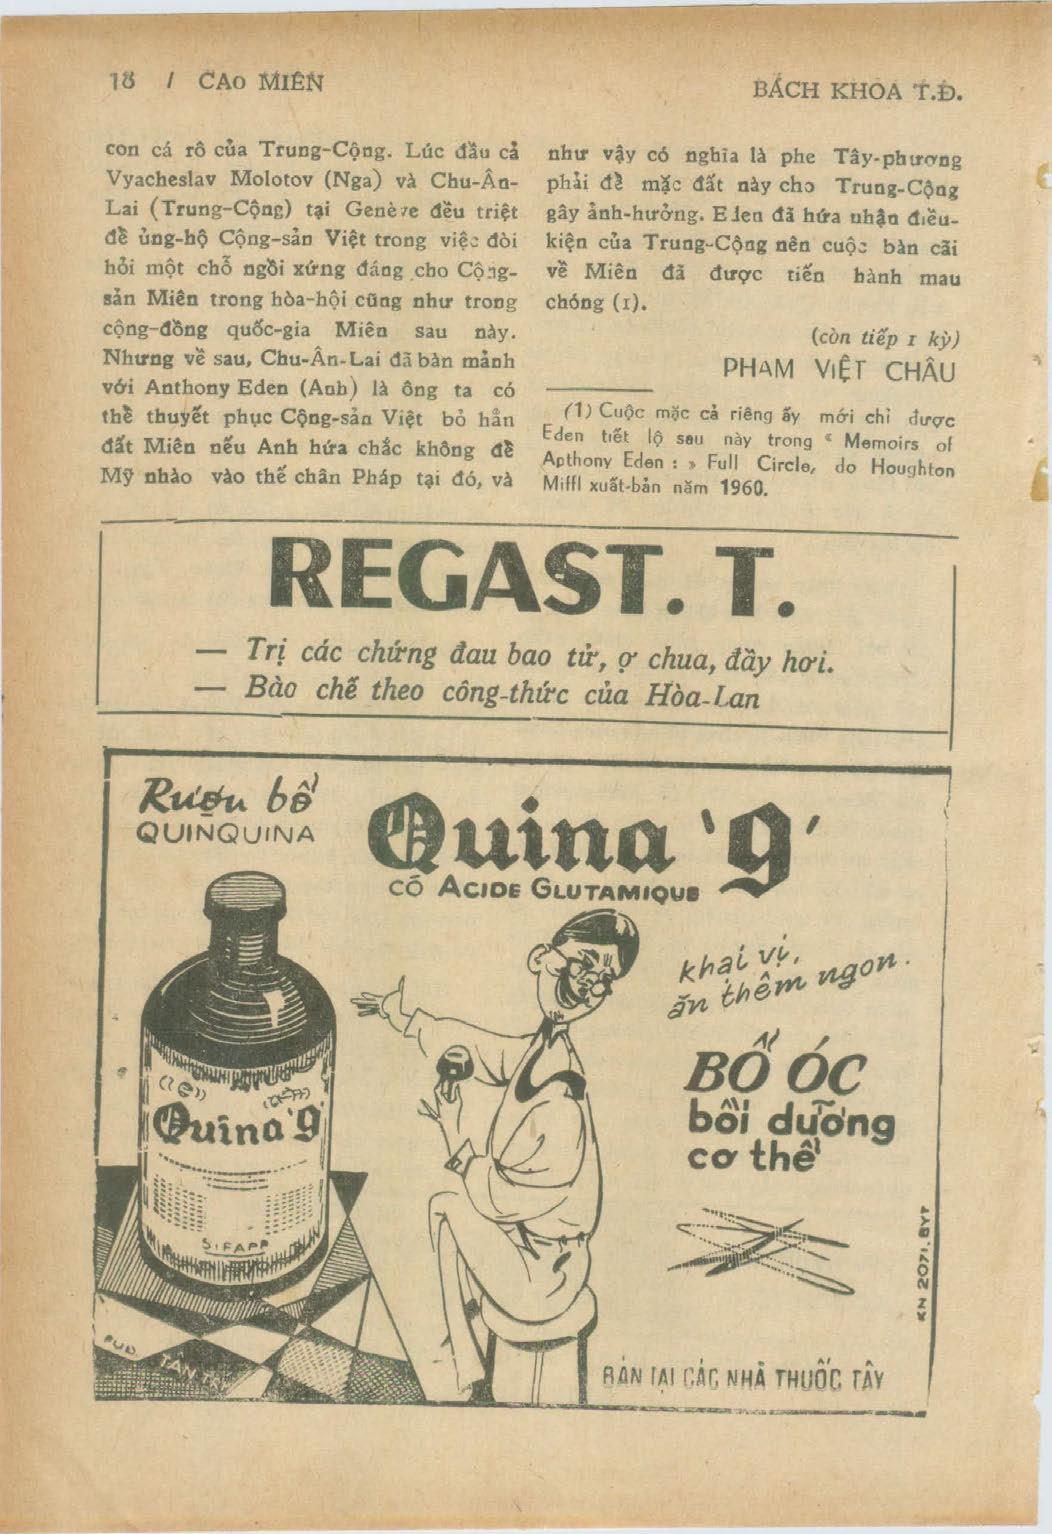 18 / CAO MIÊN
BÁCH KHOA T.Đ.
con cá rô của Trung-Cộng. Lúc đầu cả
Vyacheslav Molotov (Nga) và Chu-Ân-
Lai (Trung-Cộng) tại Genève đều triệt
để ủng-hộ Cộng-sản Việt trong việc đòi
hỏi một chỗ ngồi xứng đáng cho Cộng-
sản Miên trong hòa-hội cũng như trong
cộng-đồng quốc-gia Miên sau này.
Nhưng về sau, Chu-Ân-Lai đã bàn mảnh
với Anthony Eden (Anh) là ông ta có
thể thuyết phục Cộng-sản Việt bỏ hẳn
đất Miên nếu Anh hứa chắc không để
Mỹ nhào vào thế chân Pháp tại đó, và
như vậy có nghĩa là phe Tây-phương
phải để mặc đất này cho Trung-Cộng
gây ảnh-hưởng. Eden đã hứa nhận điều-
kiện của Trung-Cộng nên cuộc bàn cãi
về Miên đã được tiến hành mau
chóng (1).
(còn tiếp 1 kỳ)
PHẠM VIỆT CHÂU
(1) Cuộc mặc cả riêng ấy mới chỉ được
Eden tiết lộ sau này trong « Memoirs of
Apthony Eden : » Full Circle, do Houghton
Miffl xuất-bản năm 1960.
REGAST. T.
— Trị các chứng đau bao tử, ợ chua, đầy hơi.
— Bào chế theo công-thức của Hòa-Lan
Rượu bổ
QUINQUINA
Quina 'g'
CÓ ACIDE GLUTAMIQUE
khai vị,
ăn thêm ngon.
BỔ ÓC
bồi dưỡng
cơ thể
Quina 'g'
SIFAPP
KN 2071. BYT
PUB
TÂN TRÍ
BÁN TẠI CÁC NHÀ THUỐC TÂY